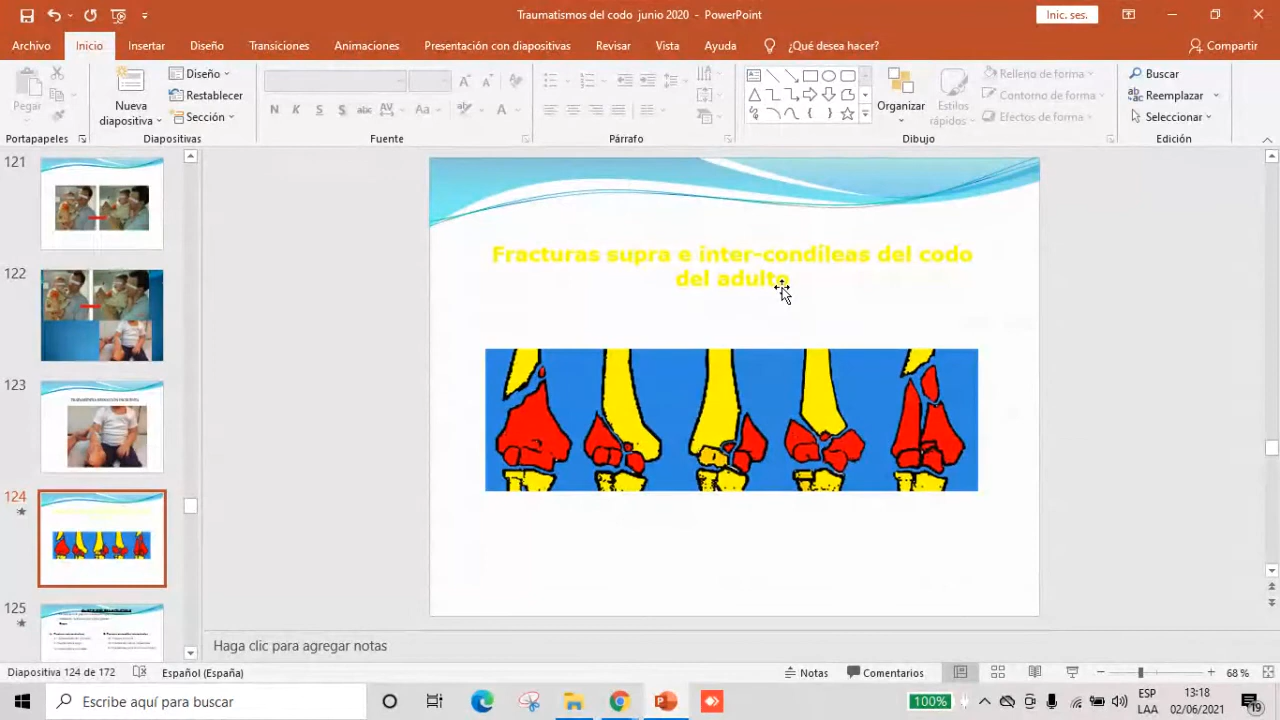 Traumatismos del codo  junio 2020  -  PowerPoint
Inic. ses.
Archivo
Inicio
Insertar
Diseño
Transiciones
Animaciones
Presentación con diapositivas
Revisar
Vista
Ayuda
¿Qué desea hacer?
Compartir
Pegar
Nueva
diapositiva
Diseño
Restablecer
Sección
N K S S abc AV Aa A
Organizar
Estilos
rápidos
Relleno de forma
Contorno de forma
Efectos de forma
Buscar
Reemplazar
Seleccionar
Portapapeles
Diapositivas
Fuente
Párrafo
Dibujo
Edición
121
122
123
124
125
Fracturas supra e inter-condíleas del codo
del adulto
Haga clic para agregar notas
Diapositiva 124 de 172
Español (España)
Notas
Comentarios
68 %
Escribe aquí para buscar
100%
ESP
LAA
13:18
02/06/2021
19